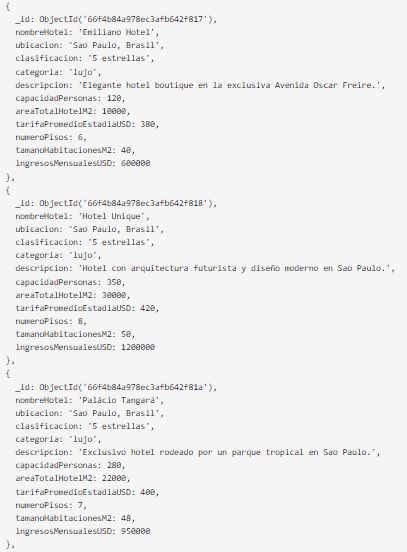 {
_id: ObjectId('66f4b84a978ec3afb642f817'),
nombreHotel: 'Emiliano Hotel',
ubicacion: 'Sao Paulo, Brasil',
clasificacion: '5 estrellas',
categoria: 'lujo',
descripcion: 'Elegante hotel boutique en la exclusiva Avenida Oscar Freire.',
capacidadPersonas: 120,
areaTotalHotelM2: 10000,
tarifaPromedioEstadiaUSD: 380,
numeroPisos: 6,
tamanoHabitacionesM2: 40,
ingresosMensualesUSD: 600000
},
{
_id: ObjectId('66f4b84a978ec3afb642f818'),
nombreHotel: 'Hotel Unique',
ubicacion: 'Sao Paulo, Brasil',
clasificacion: '5 estrellas',
categoria: 'lujo',
descripcion: 'Hotel con arquitectura futurista y diseño moderno en Sao Paulo.',
capacidadPersonas: 350,
areaTotalHotelM2: 30000,
tarifaPromedioEstadiaUSD: 420,
numeroPisos: 8,
tamanoHabitacionesM2: 50,
ingresosMensualesUSD: 1200000
},
{
_id: ObjectId('66f4b84a978ec3afb642f81a'),
nombreHotel: 'Palácio Tangará',
ubicacion: 'Sao Paulo, Brasil',
clasificacion: '5 estrellas',
categoria: 'lujo',
descripcion: 'Exclusivo hotel rodeado por un parque tropical en Sao Paulo.',
capacidadPersonas: 280,
areaTotalHotelM2: 22000,
tarifaPromedioEstadiaUSD: 400,
numeroPisos: 7,
tamanoHabitacionesM2: 48,
ingresosMensualesUSD: 950000
},